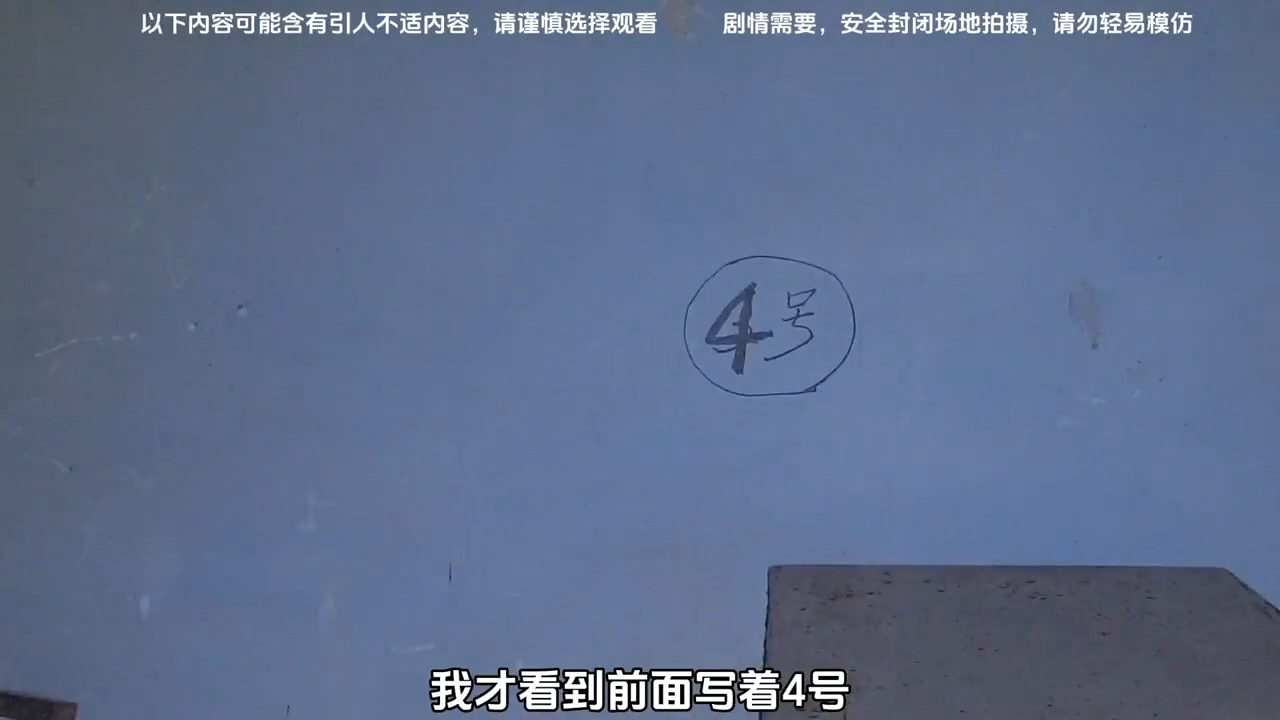 以下内容可能含有引人不适内容，请谨慎选择观看 剧情需要，安全封闭场地拍摄，请勿轻易模仿
4号
我才看到前面写着4号